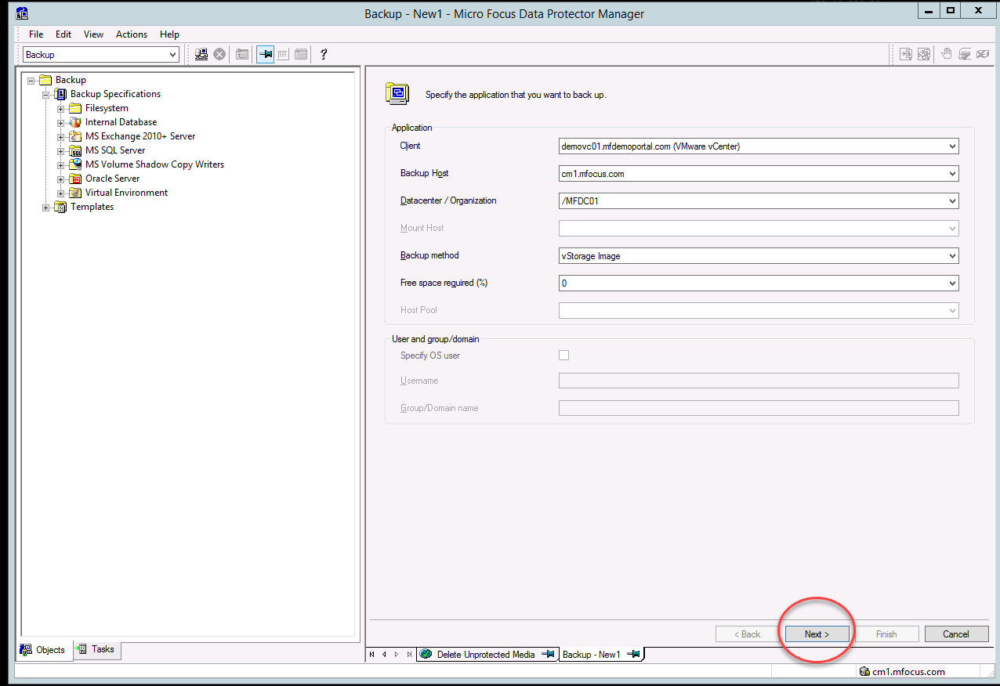 Backup - New1 - Micro Focus Data Protector Manager
File Edit View Actions Help
Backup
Backup
Backup Specifications
Filesystem
Internal Database
MS Exchange 2010+ Server
MS SQL Server
MS Volume Shadow Copy Writers
Oracle Server
Virtual Environment
Templates
Objects Tasks
Specify the application that you want to back up.
Application
Client demovc01.mfdemoportal.com (VMware vCenter)
Backup Host cm1.mfocus.com
Datacenter / Organization /MFDC01
Mount Host
Backup method vStorage Image
Free space required (%) 0
Host Pool
User and group/domain
Specify OS user
Username
Group/Domain name
< Back Next > Finish Cancel
Delete Unprotected Media Backup - New1
cm1.mfocus.com